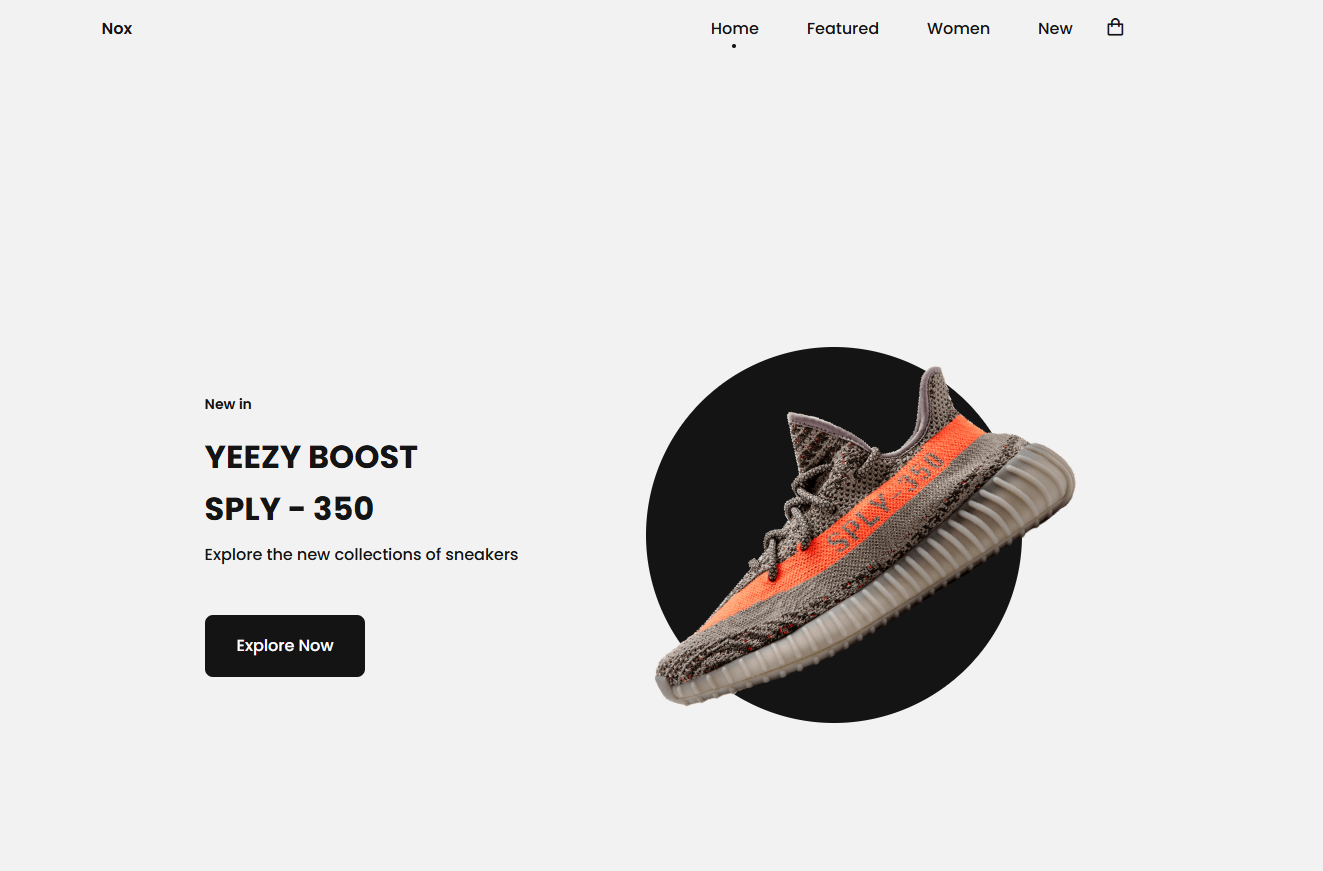 Nox
Home Featured Women New
New in
YEEZY BOOST
SPLY - 350
Explore the new collections of sneakers
Explore Now
SPLY-350